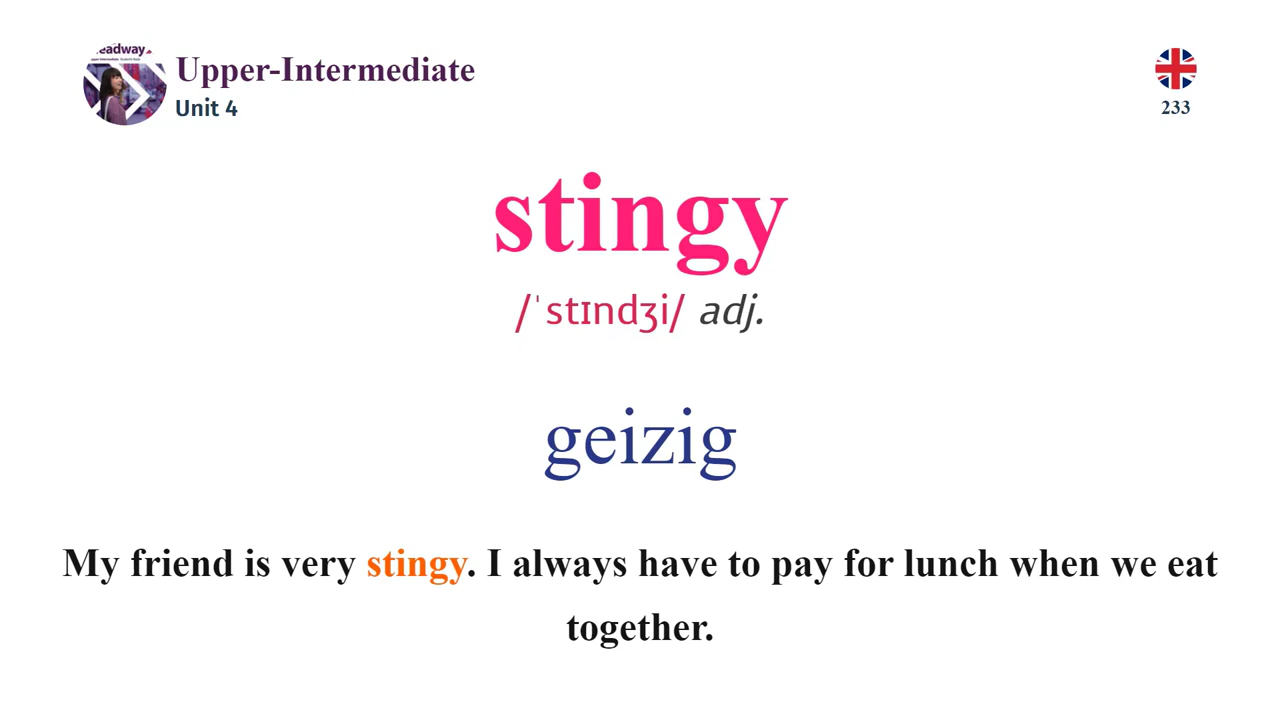 eadway
Upper-Intermediate
Unit 4
233
stingy
/ˈstɪndʒi/ adj.
geizig
My friend is very stingy. I always have to pay for lunch when we eat
together.